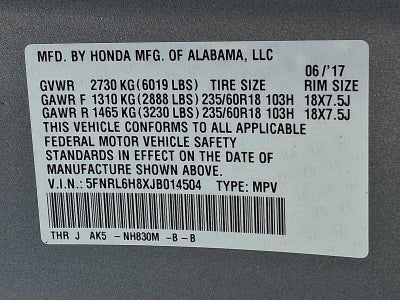 MFD. BY HONDA MFG. OF ALABAMA, LLC
06/'17
GVWR 2730 KG (6019 LBS) TIRE SIZE RIM SIZE
GAWR F 1310 KG (2888 LBS) 235/60R18 103H 18X7.5J
GAWR R 1465 KG (3230 LBS) 235/60R18 103H 18X7.5J
THIS VEHICLE CONFORMS TO ALL APPLICABLE
FEDERAL MOTOR VEHICLE SAFETY
STANDARDS IN EFFECT ON THE DATE OF
MANUFACTURE SHOWN ABOVE.
V.I.N: 5FNRL6H8XJB014504 TYPE: MPV
THR J AK5 -NH830M -B -B